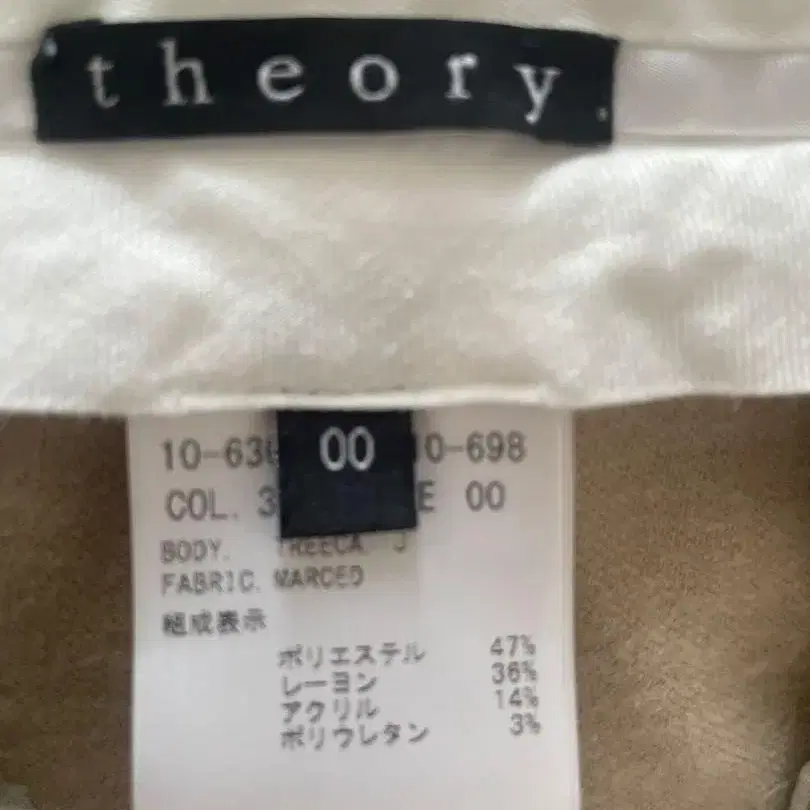 theory.
00
10-63 0-698
COL. 3 E 00
BODY. TREECA J
FABRIC. MARCED
組成表示
ポリエステル 47%
レーヨン 36%
アクリル 14%
ポリウレタン 3%